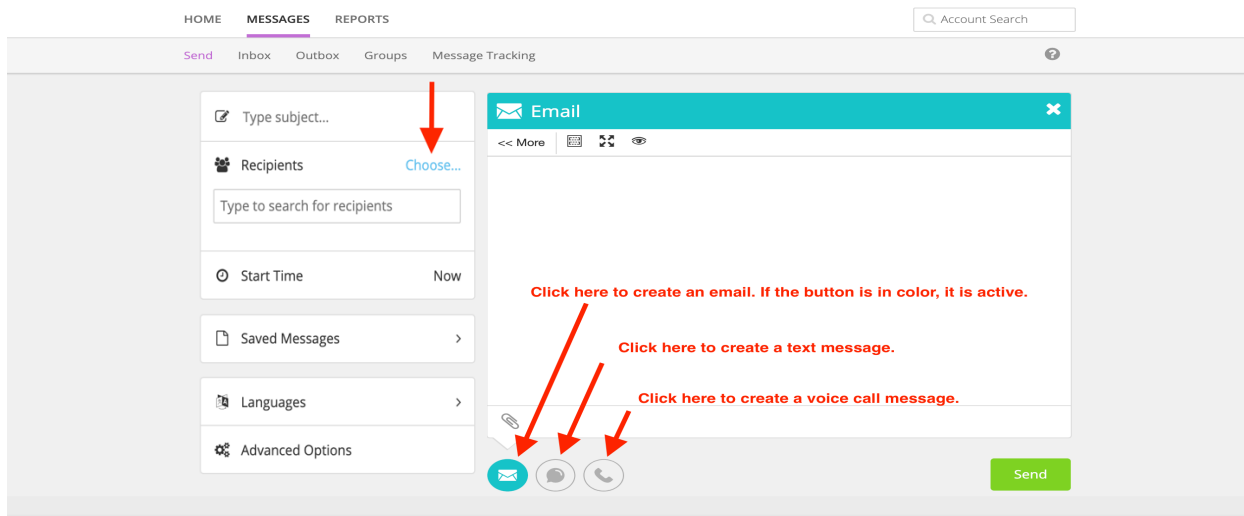 HOME MESSAGES REPORTS Account Search
Send Inbox Outbox Groups Message Tracking
Type subject...
Recipients Choose...
Type to search for recipients
Start Time Now
Saved Messages
Languages
Advanced Options
Email
<< More
Click here to create an email. If the button is in color, it is active.
Click here to create a text message.
Click here to create a voice call message.
Send